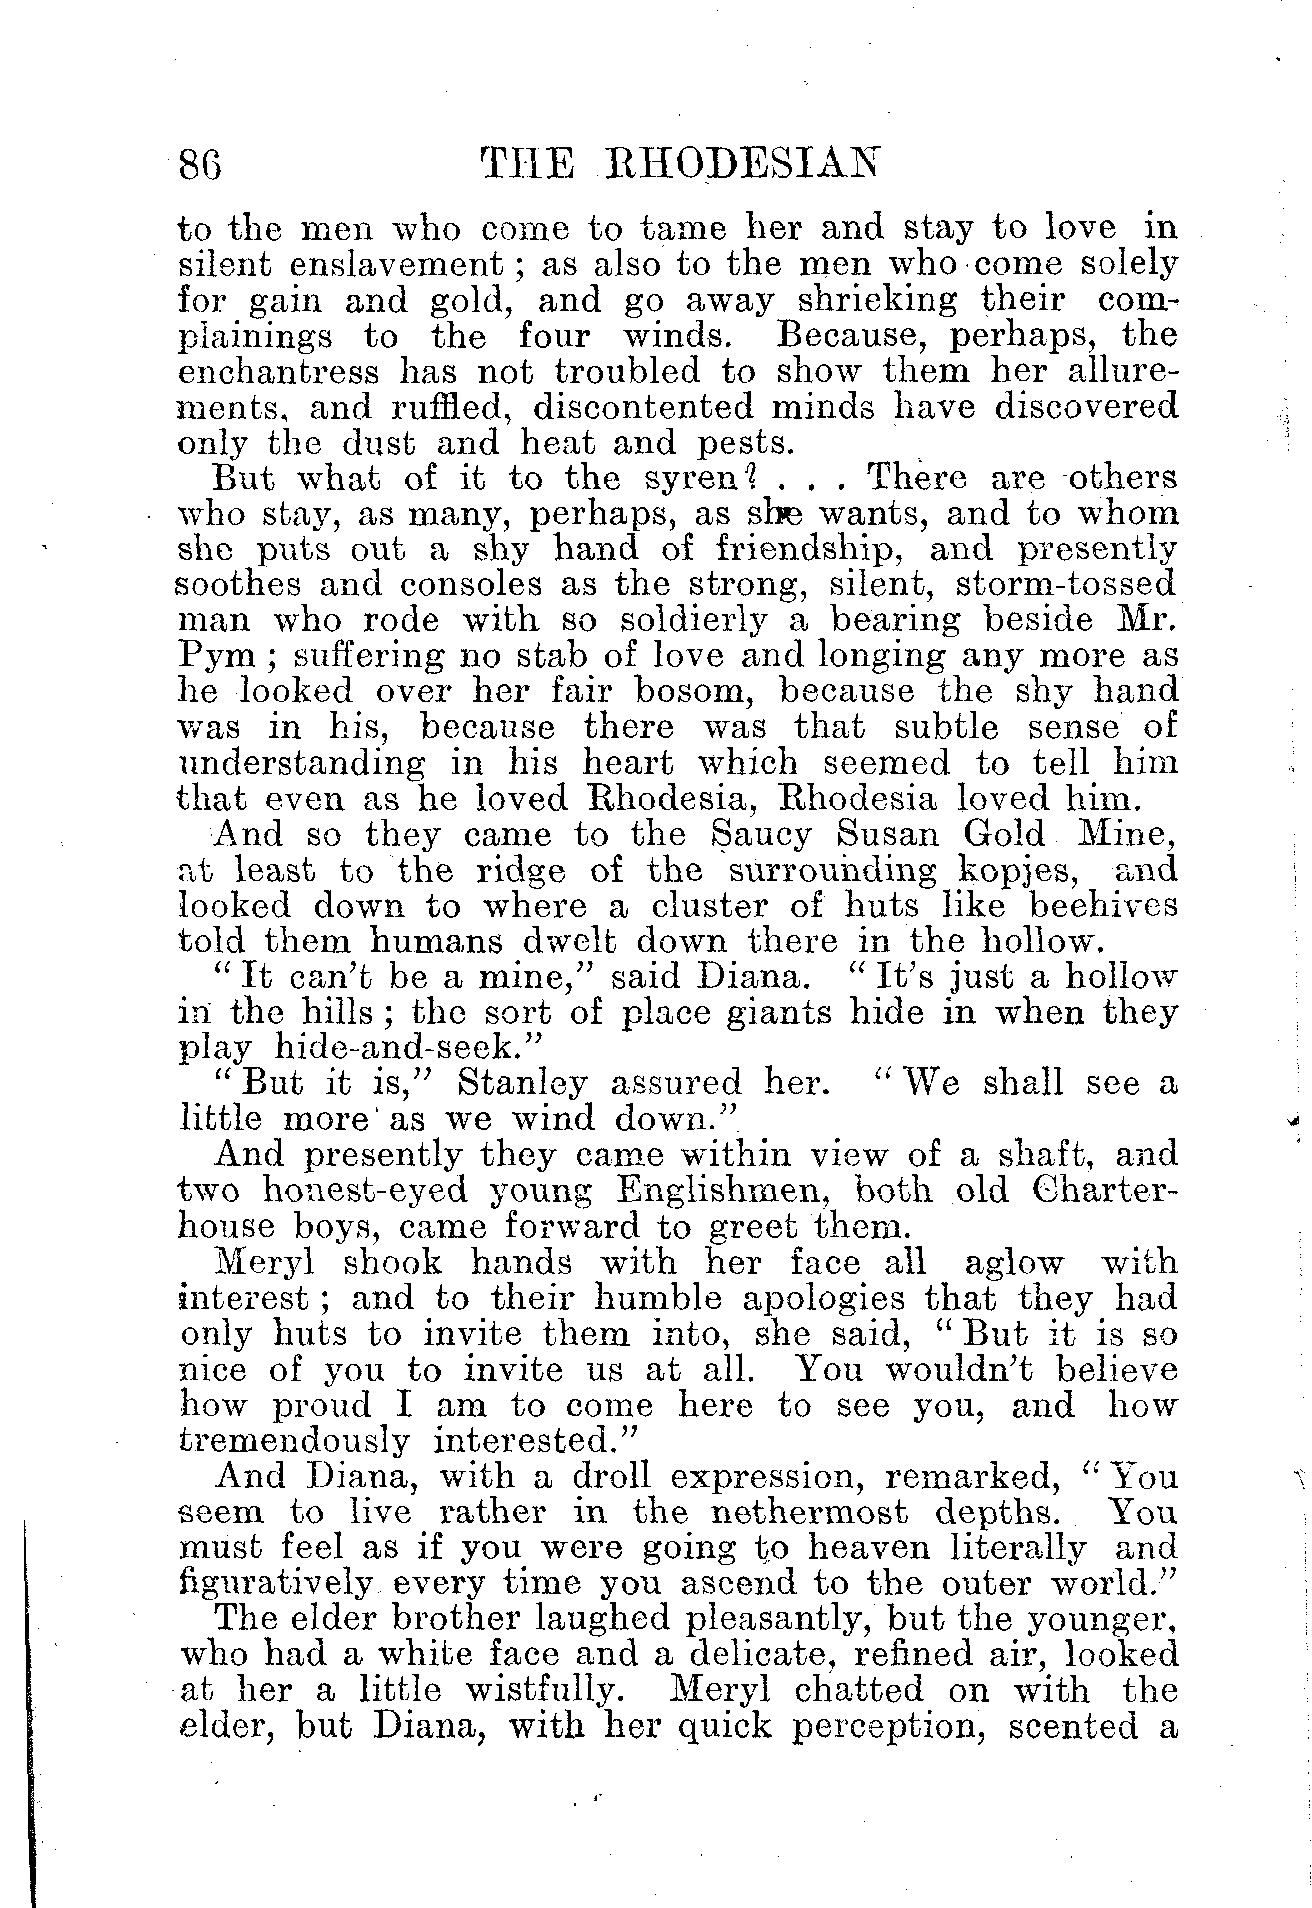 86 THE RHODESIAN
to the men who come to tame her and stay to love in
silent enslavement ; as also to the men who come solely
for gain and gold, and go away shrieking their com-
plainings to the four winds. Because, perhaps, the
enchantress has not troubled to show them her allure-
ments, and ruffled, discontented minds have discovered
only the dust and heat and pests.
But what of it to the syren? . . . There are others
who stay, as many, perhaps, as she wants, and to whom
she puts out a shy hand of friendship, and presently
soothes and consoles as the strong, silent, storm-tossed
man who rode with so soldierly a bearing beside Mr.
Pym ; suffering no stab of love and longing any more as
he looked over her fair bosom, because the shy hand
was in his, because there was that subtle sense of
understanding in his heart which seemed to tell him
that even as he loved Rhodesia, Rhodesia loved him.
And so they came to the Saucy Susan Gold Mine,
at least to the ridge of the surrounding kopjes, and
looked down to where a cluster of huts like beehives
told them humans dwelt down there in the hollow.
“ It can’t be a mine,” said Diana. “ It’s just a hollow
in the hills ; the sort of place giants hide in when they
play hide-and-seek.”
“ But it is,” Stanley assured her. “ We shall see a
little more as we wind down.”
And presently they came within view of a shaft, and
two honest-eyed young Englishmen, both old Charter-
house boys, came forward to greet them.
Meryl shook hands with her face all aglow with
interest ; and to their humble apologies that they had
only huts to invite them into, she said, “ But it is so
nice of you to invite us at all. You wouldn’t believe
how proud I am to come here to see you, and how
tremendously interested.”
And Diana, with a droll expression, remarked, “ You
seem to live rather in the nethermost depths. You
must feel as if you were going to heaven literally and
figuratively every time you ascend to the outer world.”
The elder brother laughed pleasantly, but the younger,
who had a white face and a delicate, refined air, looked
at her a little wistfully. Meryl chatted on with the
elder, but Diana, with her quick perception, scented a